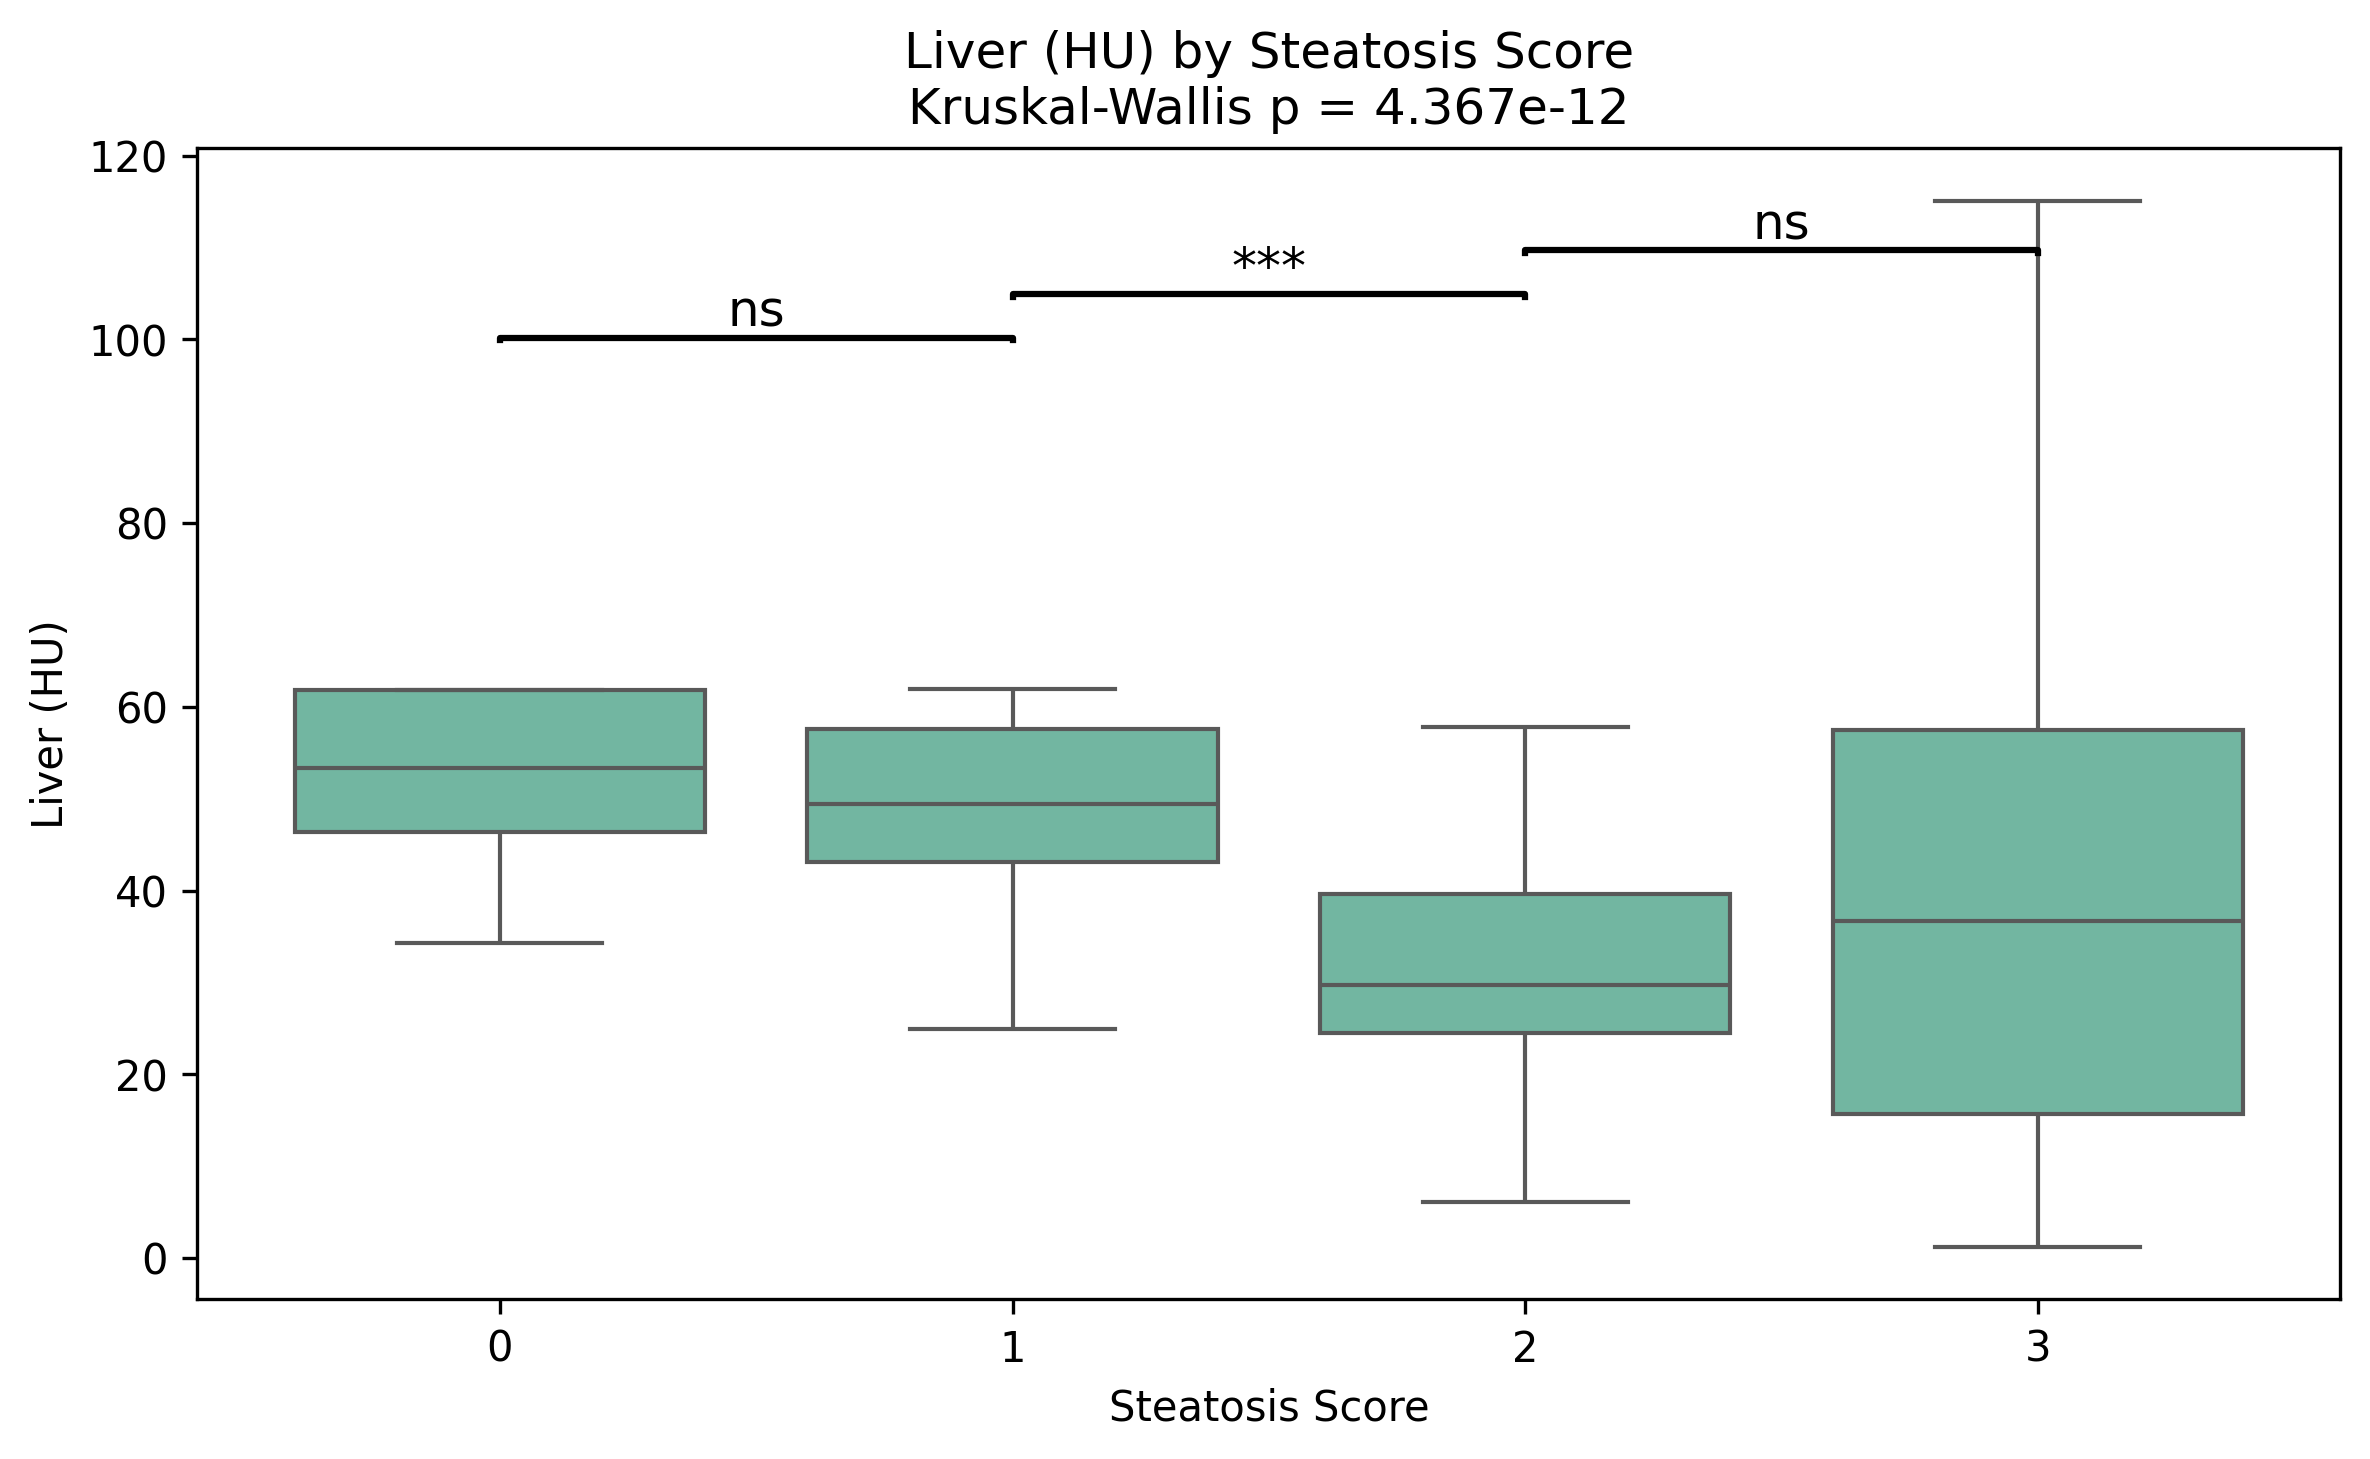 Liver (HU) by Steatosis Score
Kruskal-Wallis p = 4.367e-12
120
100
80
60
40
20
0
Liver (HU)
ns
***
ns
0
1
2
3
Steatosis Score